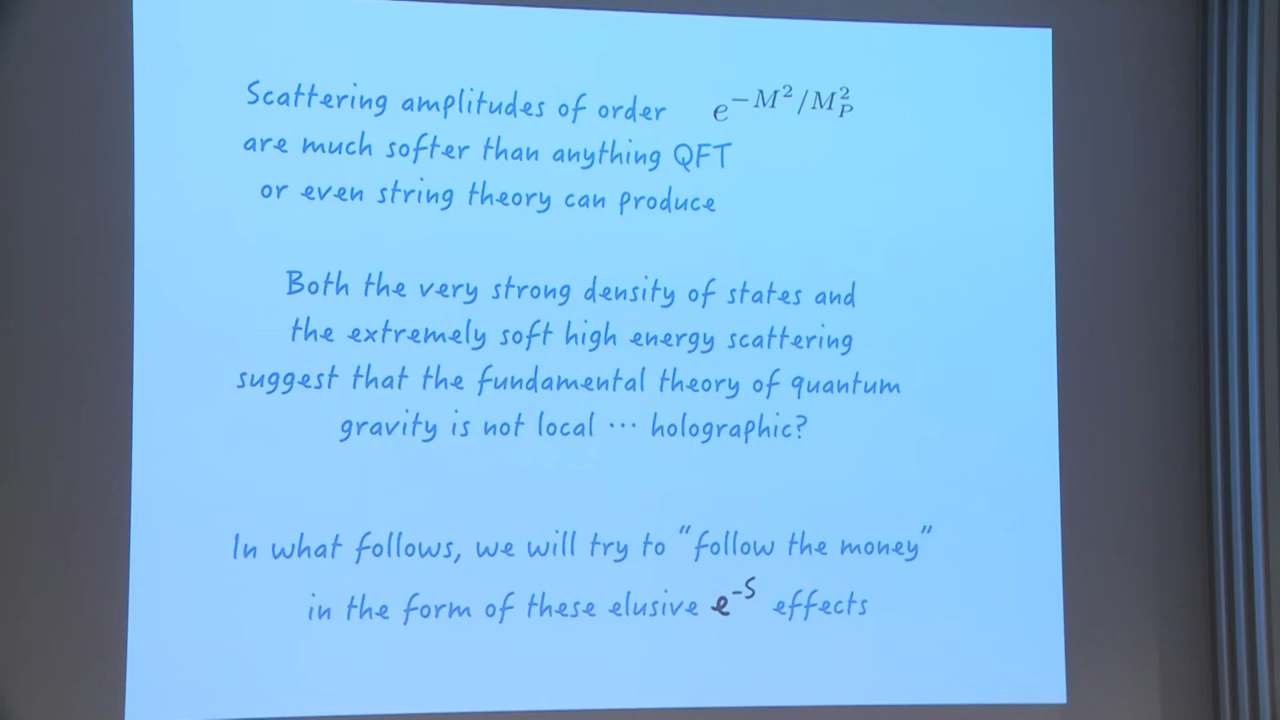 Scattering amplitudes of order e^{-M^2/M_P^2}
are much softer than anything QFT
or even string theory can produce
Both the very strong density of states and
the extremely soft high energy scattering
suggest that the fundamental theory of quantum
gravity is not local ... holographic?
In what follows, we will try to "follow the money"
in the form of these elusive e^{-S} effects